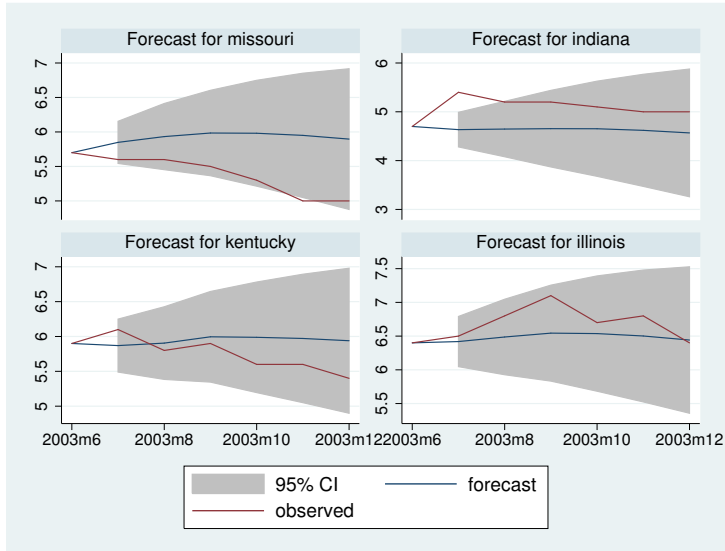 Forecast for missouri
7
6.5
6
5.5
5
Forecast for indiana
6
5
4
3
Forecast for kentucky
7
6.5
6
5.5
5
2003m6 2003m8 2003m10 2003m12
Forecast for illinois
7.5
7
6.5
6
5.5
2003m6 2003m8 2003m10 2003m12
95% CI forecast
observed